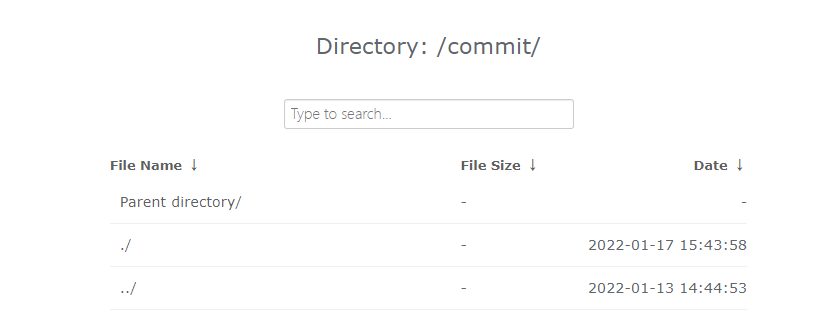 Directory: /commit/
Type to search...
File Name ↓ File Size ↓ Date ↓
Parent directory/ - -
./ - 2022-01-17 15:43:58
../ - 2022-01-13 14:44:53